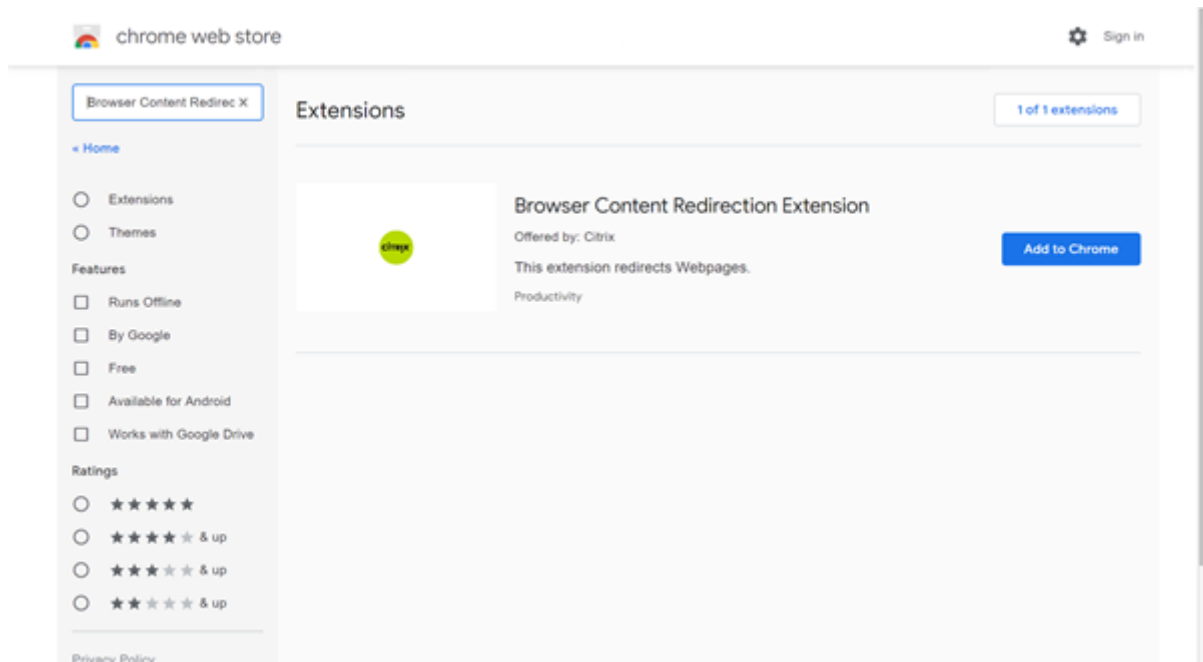 chrome web store
Sign in
Browser Content Redirec
« Home
Extensions
Themes
Features
Runs Offline
By Google
Free
Available for Android
Works with Google Drive
Ratings
& up
& up
& up
Privacy Policy
Extensions
1 of 1 extensions
citrix
Browser Content Redirection Extension
Offered by: Citrix
This extension redirects Webpages.
Productivity
Add to Chrome